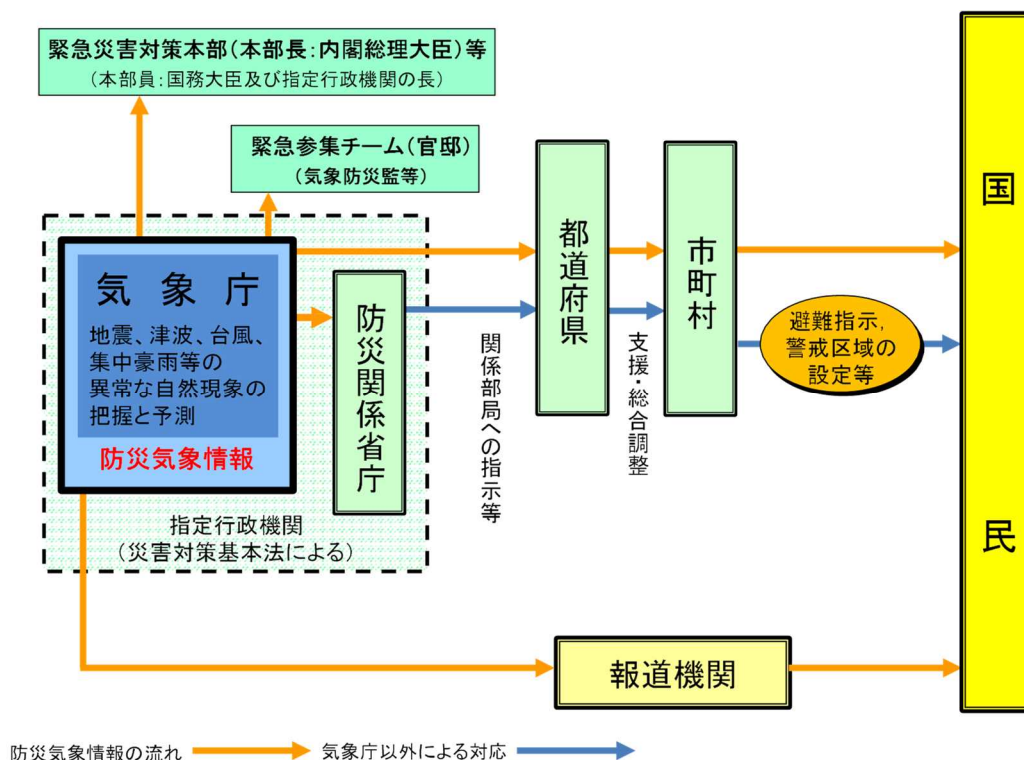 緊急災害対策本部(本部長:内閣総理大臣)等
(本部員:国務大臣及び指定行政機関の長)
緊急参集チーム(官邸)
(気象防災監等)
気象庁
地震、津波、台風、
集中豪雨等の
異常な自然現象の
把握と予測
防災気象情報
防災関係省庁
指定行政機関
(災害対策基本法による)
関係部局への指示等
都道府県
支援・総合調整
市町村
避難指示,
警戒区域の
設定等
国民
報道機関
防災気象情報の流れ
気象庁以外による対応